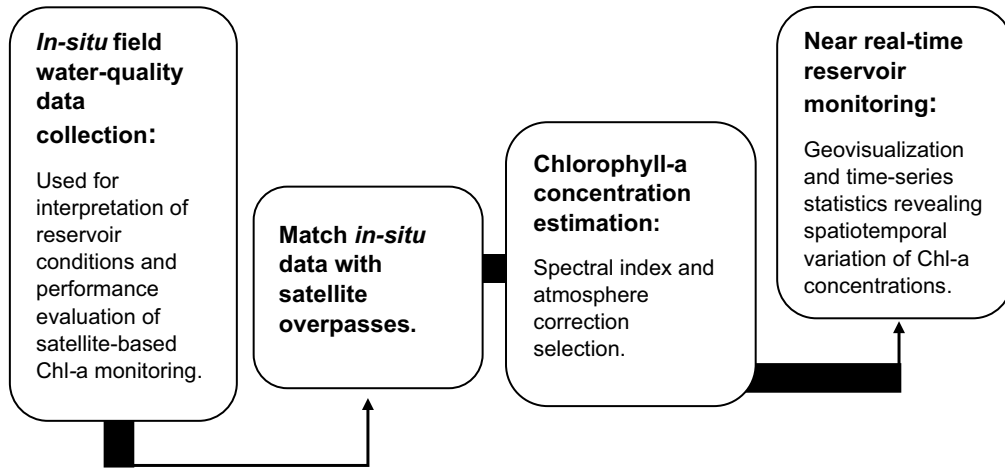 In-situ field
water-quality
data
collection:
Used for
interpretation of
reservoir
conditions and
performance
evaluation of
satellite-based
Chl-a monitoring.
Match in-situ
data with
satellite
overpasses.
Chlorophyll-a
concentration
estimation:
Spectral index and
atmosphere
correction
selection.
Near real-time
reservoir
monitoring:
Geovisualization
and time-series
statistics revealing
spatiotemporal
variation of Chl-a
concentrations.